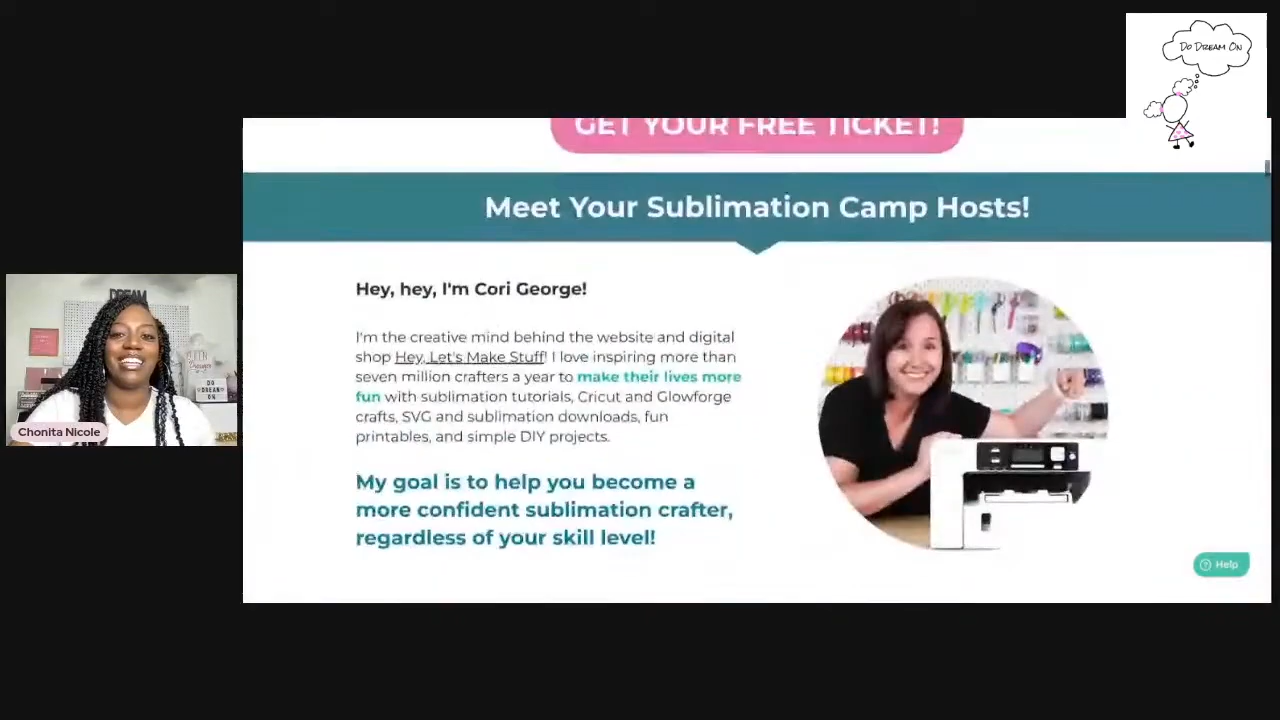 DO DREAM ON
GET YOUR FREE TICKET!
Meet Your Sublimation Camp Hosts!
Hey, hey, I'm Cori George!
I'm the creative mind behind the website and digital
shop Hey, Let's Make Stuff! I love inspiring more than
seven million crafters a year to make their lives more
fun with sublimation tutorials, Cricut and Glowforge
crafts, SVG and sublimation downloads, fun
printables, and simple DIY projects.
My goal is to help you become a
more confident sublimation crafter,
regardless of your skill level!
Help
DREAM
DO
DREAM
ON
Chonita Nicole